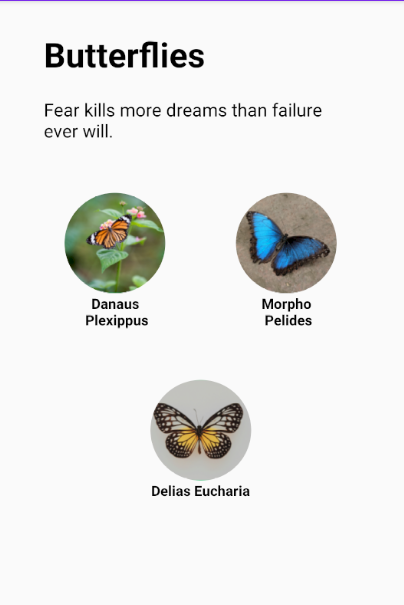 Butterflies
Fear kills more dreams than failure
ever will.
Danaus
Plexippus
Morpho
Pelides
Delias Eucharia